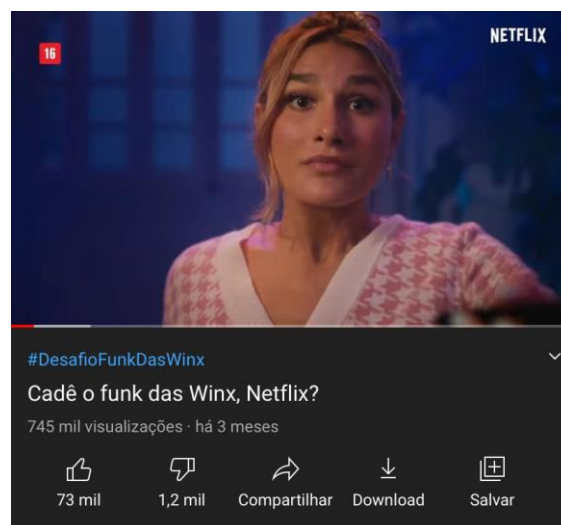 16
NETFLIX
#DesafioFunkDasWinx
Cadê o funk das Winx, Netflix?
745 mil visualizações · há 3 meses
73 mil
1,2 mil
Compartilhar
Download
Salvar